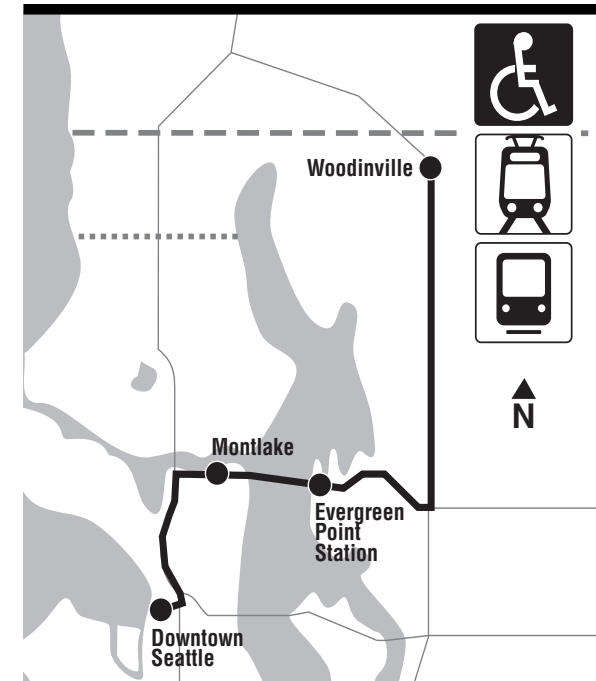 Woodinville
N
Montlake
Evergreen
Point
Station
Downtown
Seattle